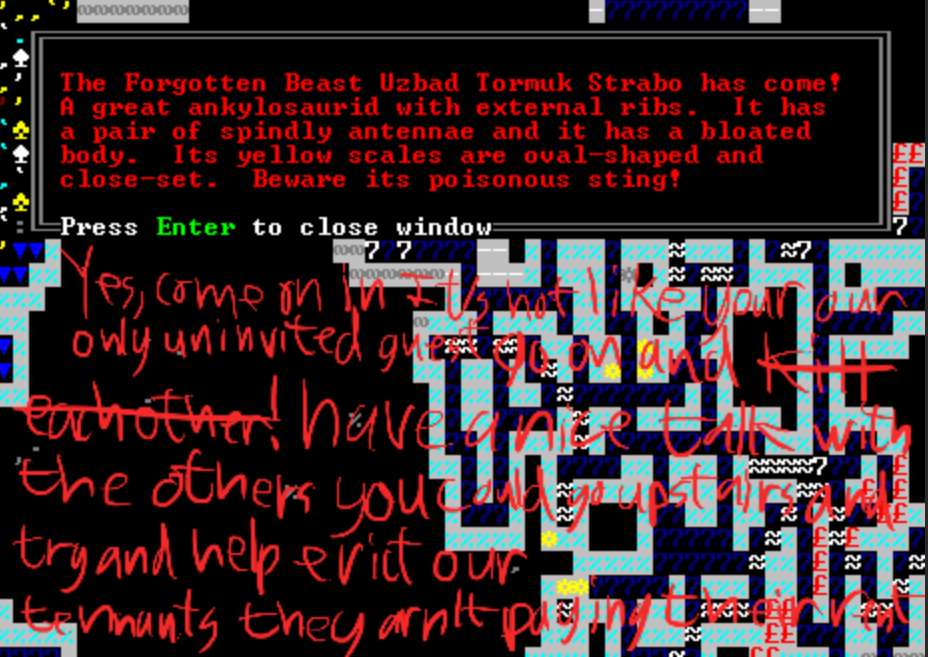 The Forgotten Beast Uzbad Tormuk Strabo has come!
A great ankylosaurid with external ribs. It has
a pair of spindly antennae and it has a bloated
body. Its yellow scales are oval-shaped and
close-set. Beware its poisonous sting!
Press Enter to close window
Yes, come on in It's not like your our
only uninvited guest go on and kill
eachother! have a nice talk with
the others you could go upstairs and
try and help evict our
tennants they arn't paying their rent